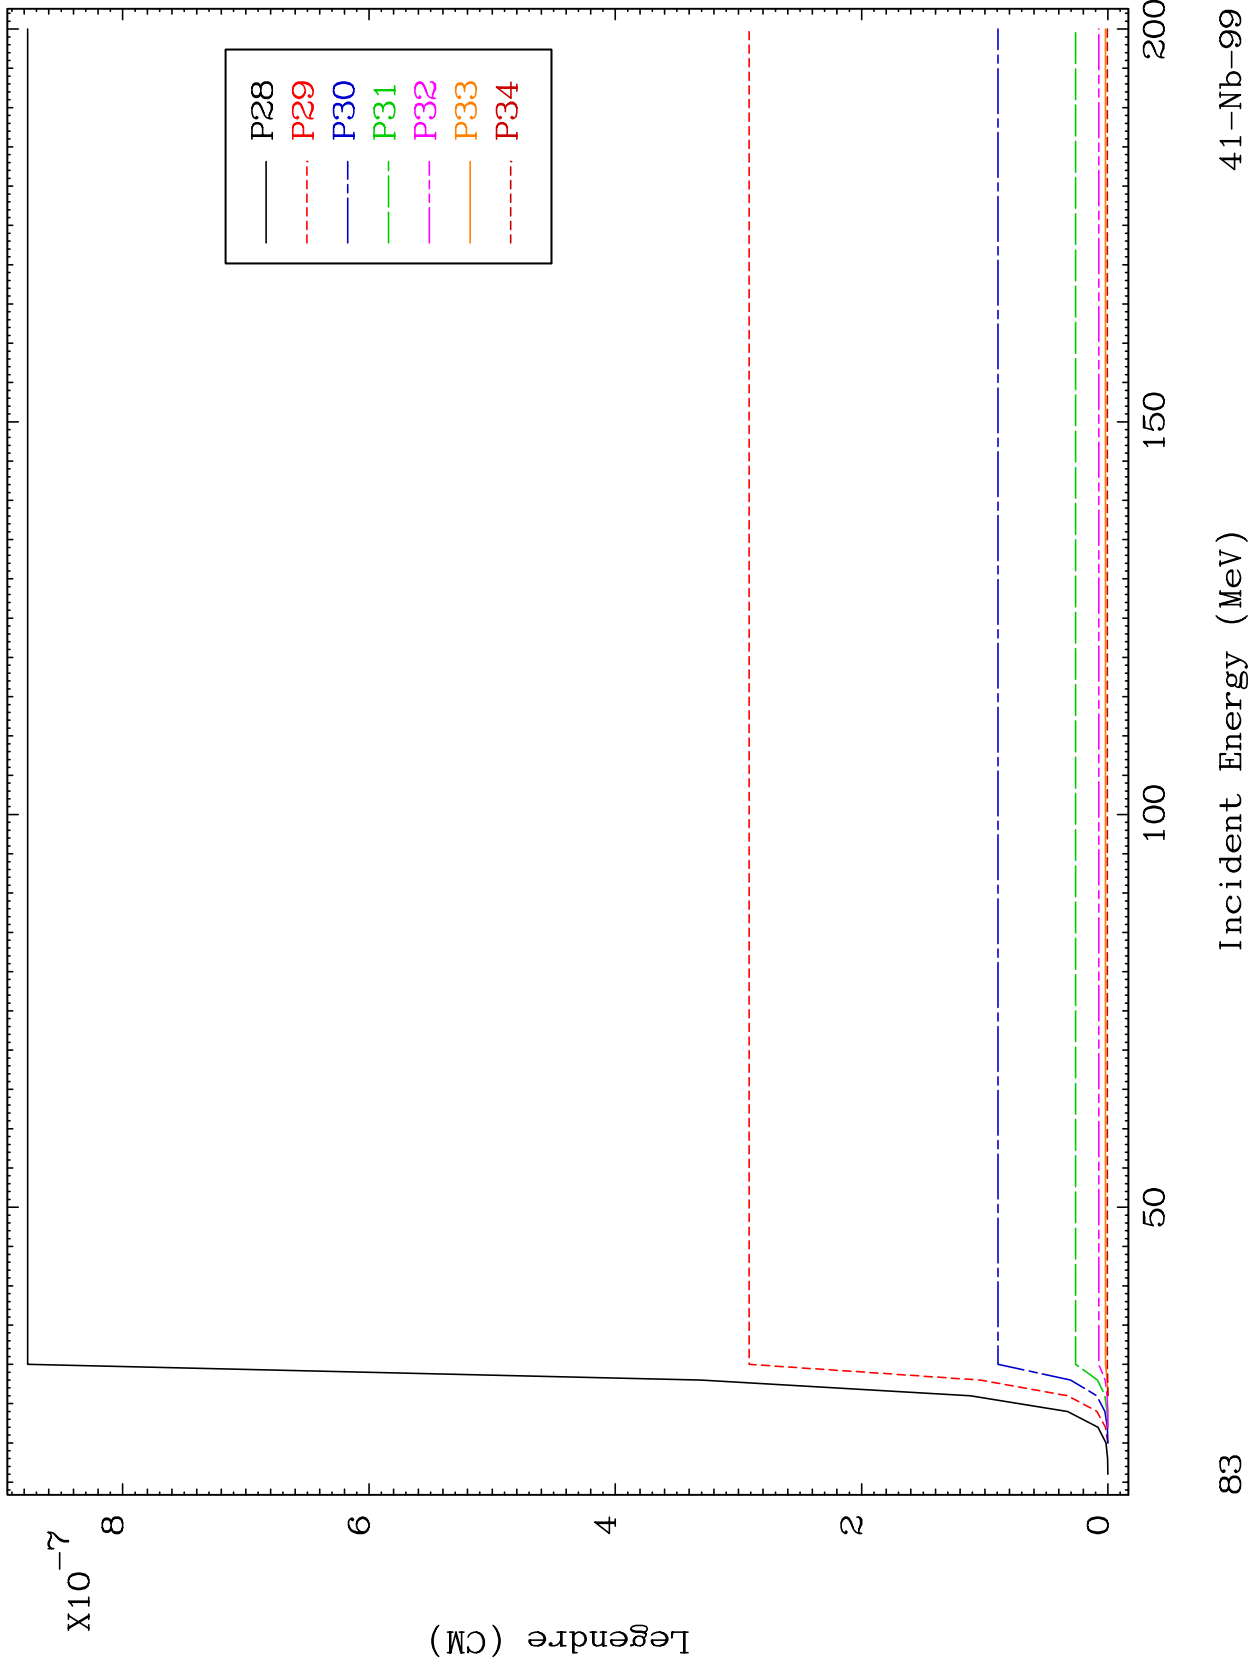 X10-7
8
6
4
2
0
Legendre (CM)
P28
P29
P30
P31
P32
P33
P34
50
100
150
200
83
Incident Energy (MeV)
41-Nb-99